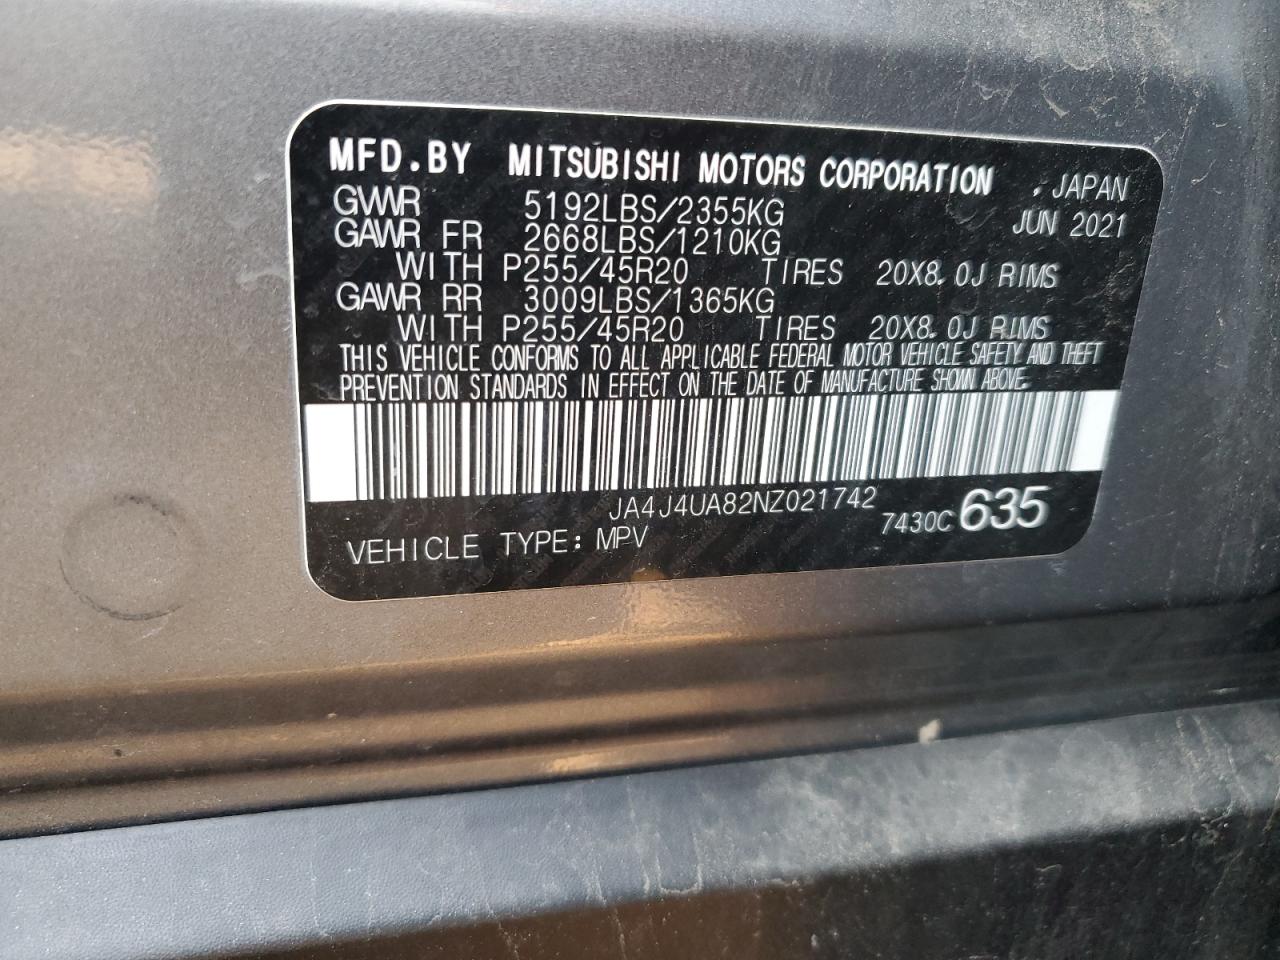 MFD.BY MITSUBISHI MOTORS CORPORATION , JAPAN
GVWR 5192LBS/2355KG JUN 2021
GAWR FR 2668LBS/1210KG
WITH P255/45R20 TIRES 20X8.0J RIMS
GAWR RR 3009LBS/1365KG
WITH P255/45R20 TIRES 20X8.0J RIMS
THIS VEHICLE CONFORMS TO ALL APPLICABLE FEDERAL MOTOR VEHICLE SAFETY AND THEFT
PREVENTION STANDARDS IN EFFECT ON THE DATE OF MANUFACTURE SHOWN ABOVE.
JA4J4UA82NZ021742
VEHICLE TYPE: MPV 7430C 635